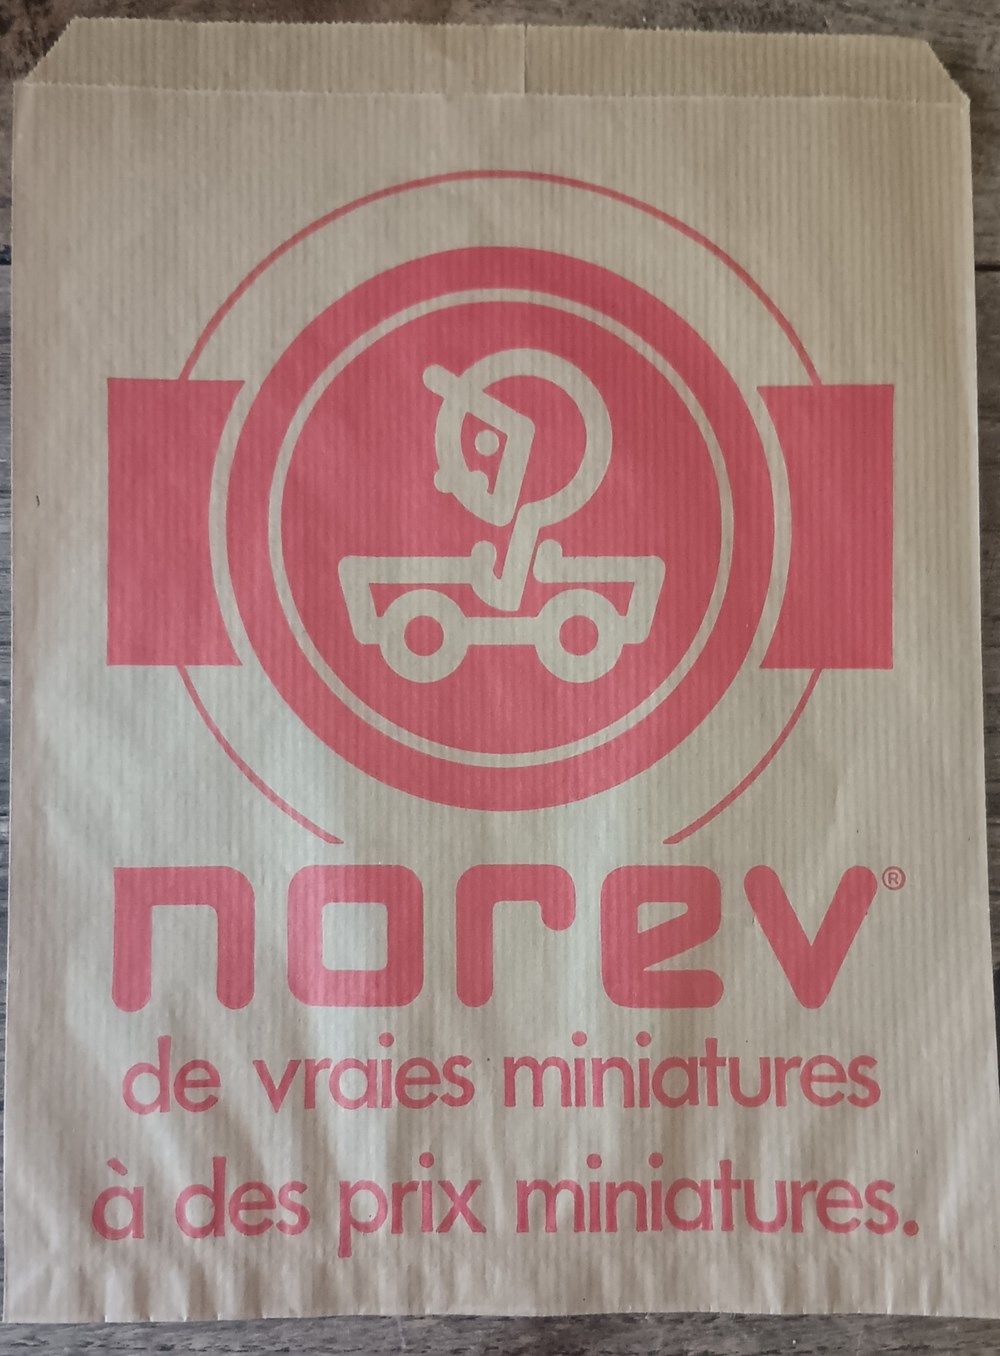 norev®
de vraies miniatures
à des prix miniatures.